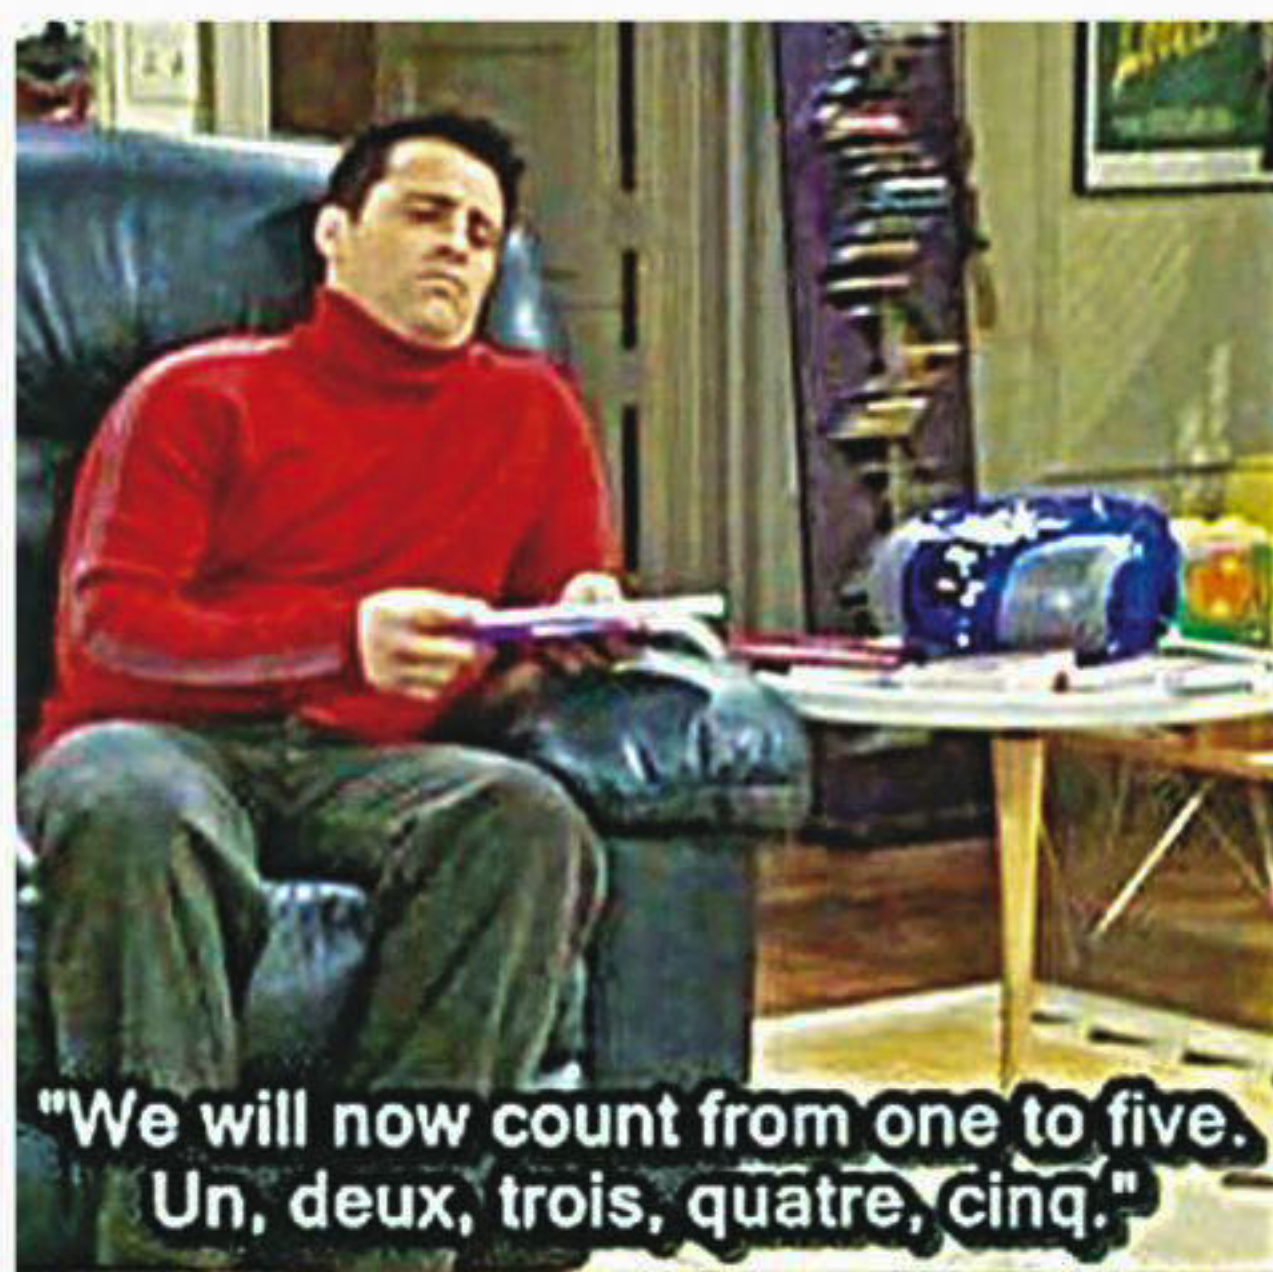 "We will now count from one to five.
Un, deux, trois, quatre, cinq."